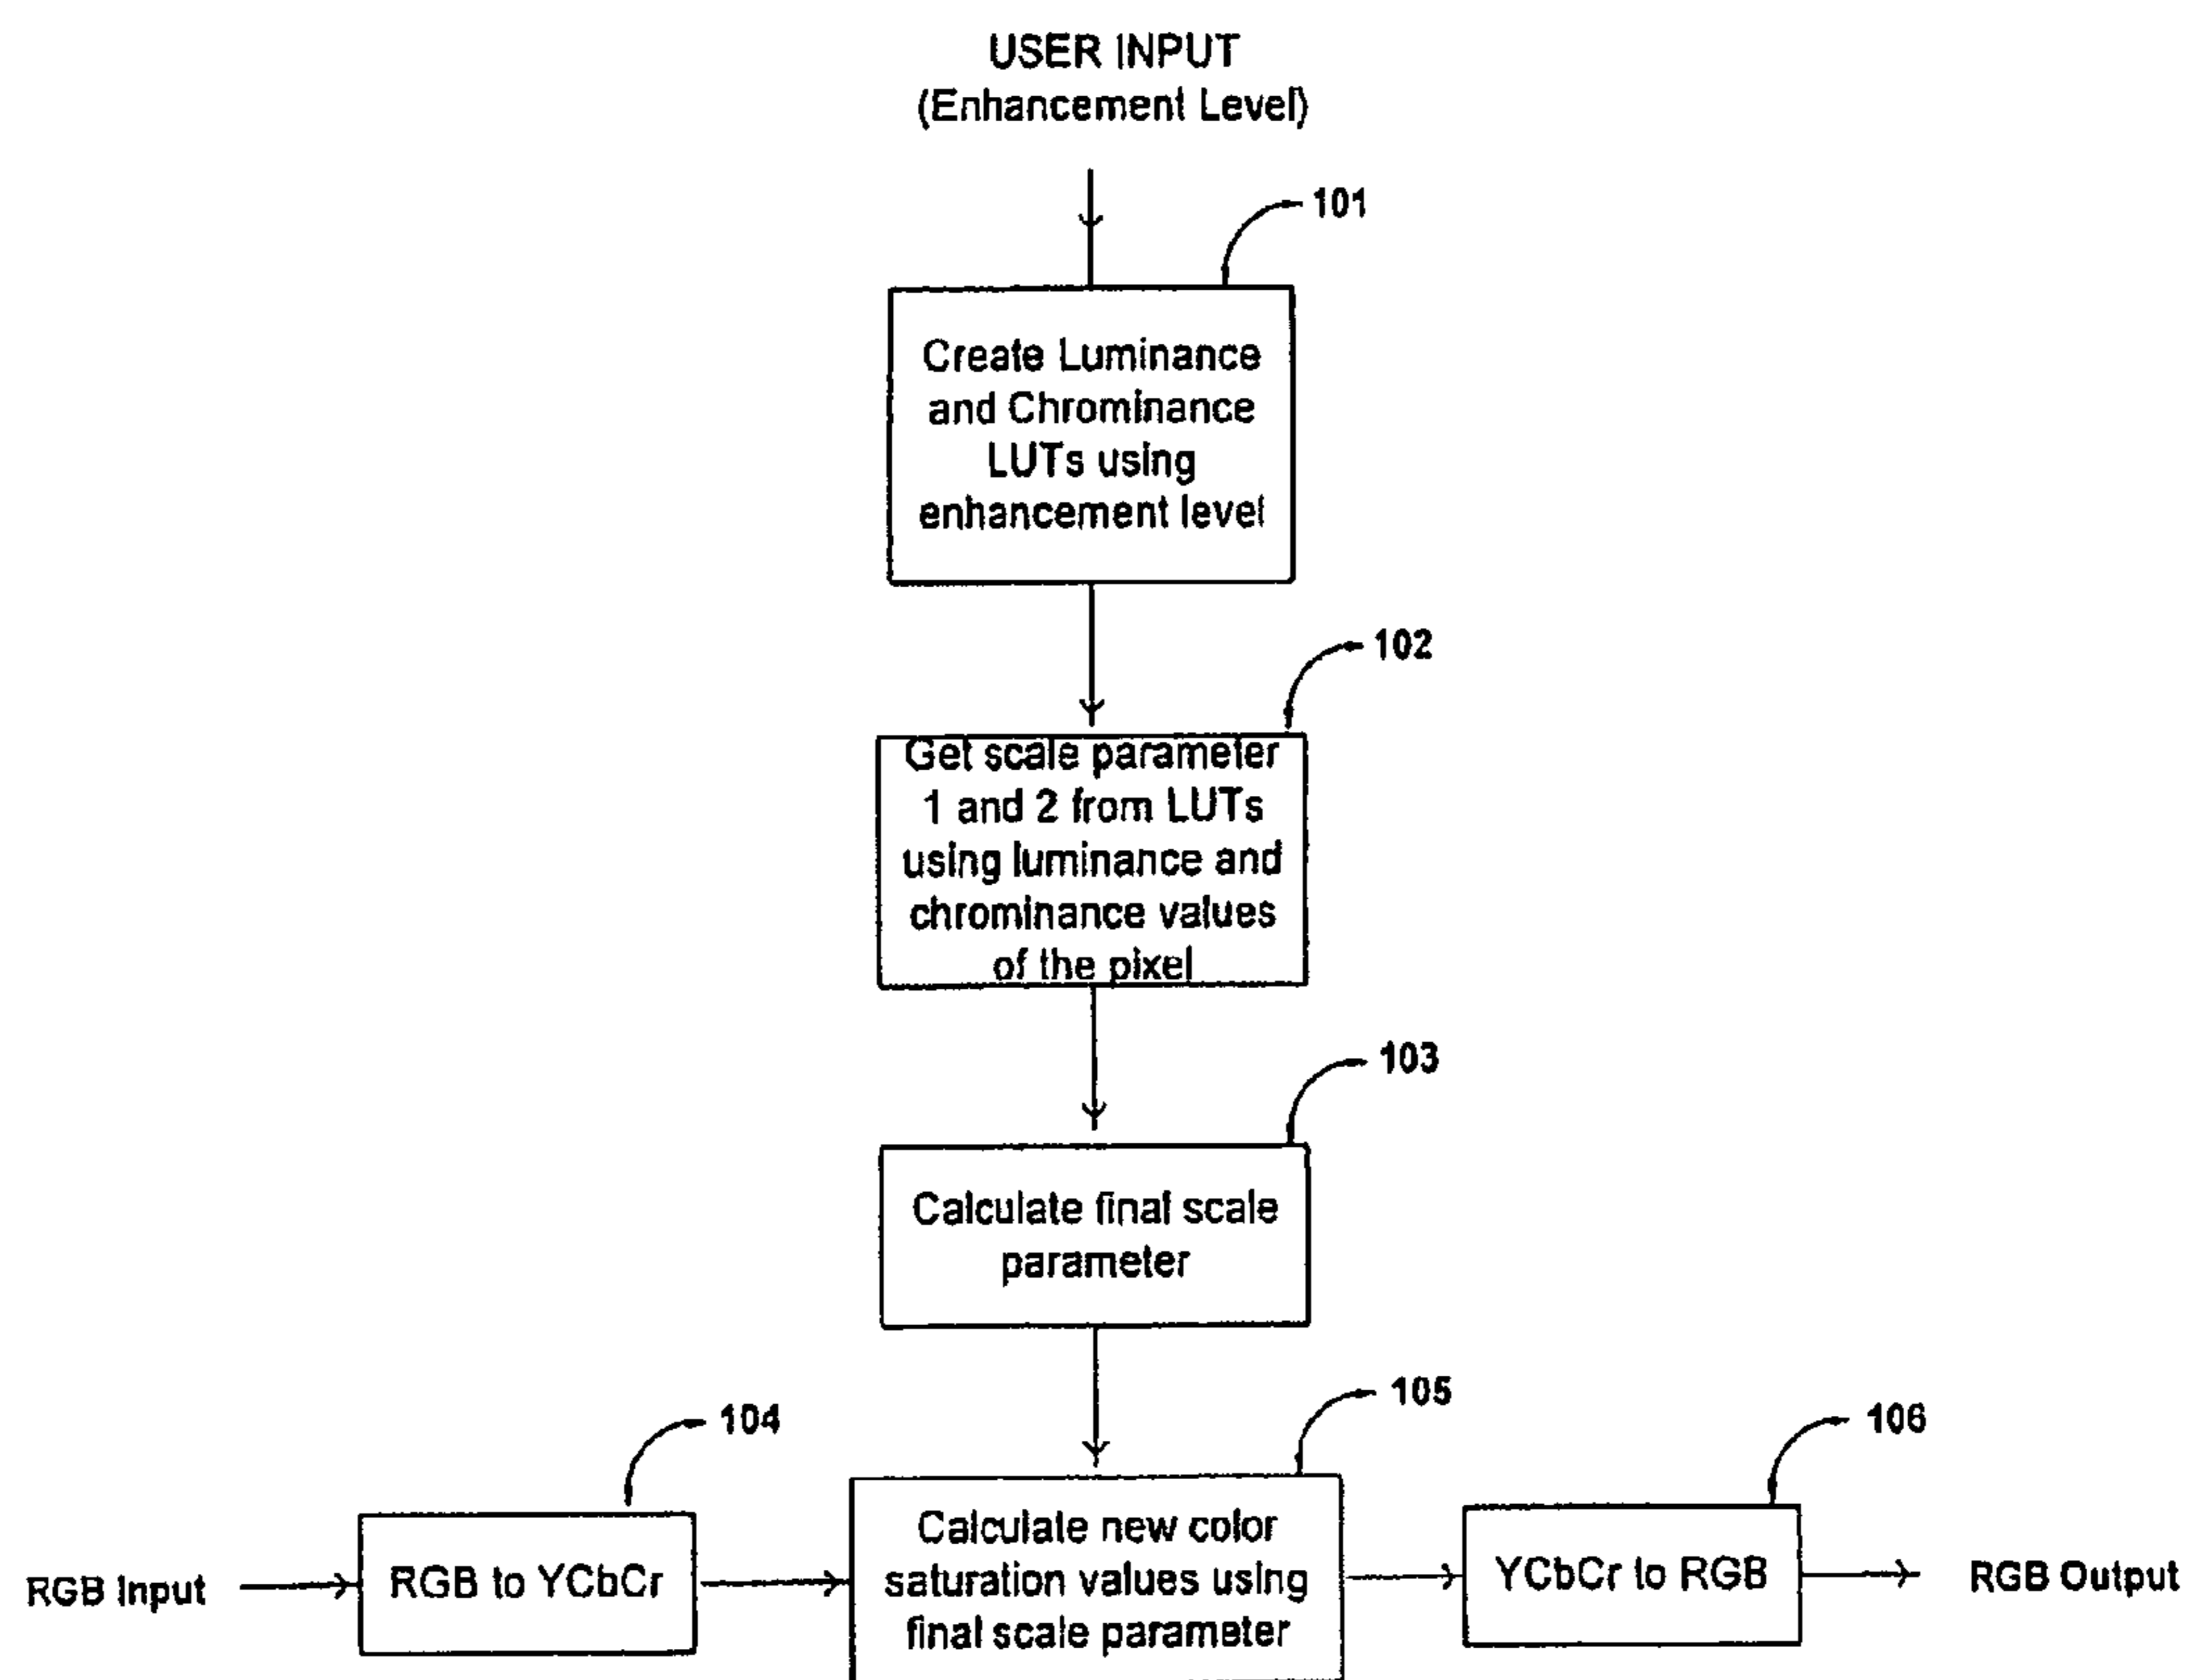 USER INPUT
(Enhancement Level)
101
Create Luminance
and Chrominance
LUTs using
enhancement level
102
Get scale parameter
1 and 2 from LUTs
using luminance and
chrominance values
of the pixel
103
Calculate final scale
parameter
104
105
106
RGB Input
RGB to YCbCr
Calculate new color
saturation values using
final scale parameter
YCbCr to RGB
RGB Output